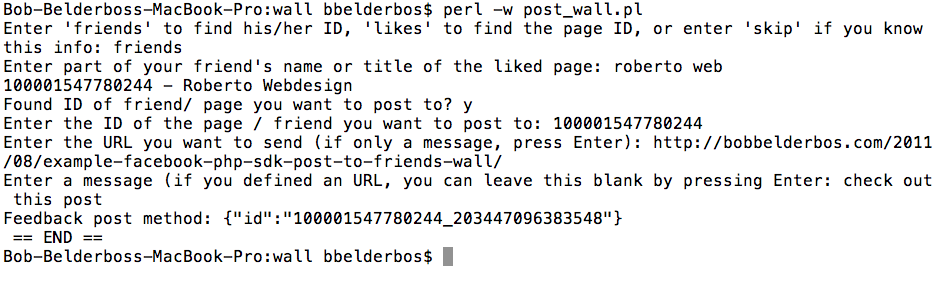 Bob-Belderboss-MacBook-Pro:wall bbelderbos$ perl -w post_wall.pl
Enter 'friends' to find his/her ID, 'likes' to find the page ID, or enter 'skip' if you know
this info: friends
Enter part of your friend's name or title of the liked page: roberto web
100001547780244 - Roberto Webdesign
Found ID of friend/ page you want to post to? y
Enter the ID of the page / friend you want to post to: 100001547780244
Enter the URL you want to send (if only a message, press Enter): http://bobbelderbos.com/2011
/08/example-facebook-php-sdk-post-to-friends-wall/
Enter a message (if you defined an URL, you can leave this blank by pressing Enter: check out
 this post
Feedback post method: {"id":"100001547780244_203447096383548"}
 == END ==
Bob-Belderboss-MacBook-Pro:wall bbelderbos$